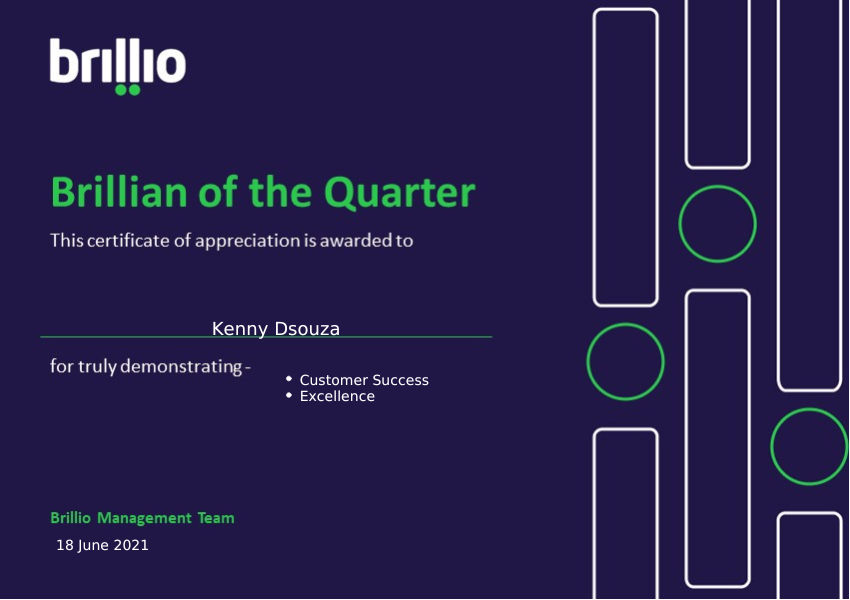 brillio
Brillian of the Quarter
This certificate of appreciation is awarded to
Kenny Dsouza
for truly demonstrating -
• Customer Success
• Excellence
Brillio Management Team
18 June 2021